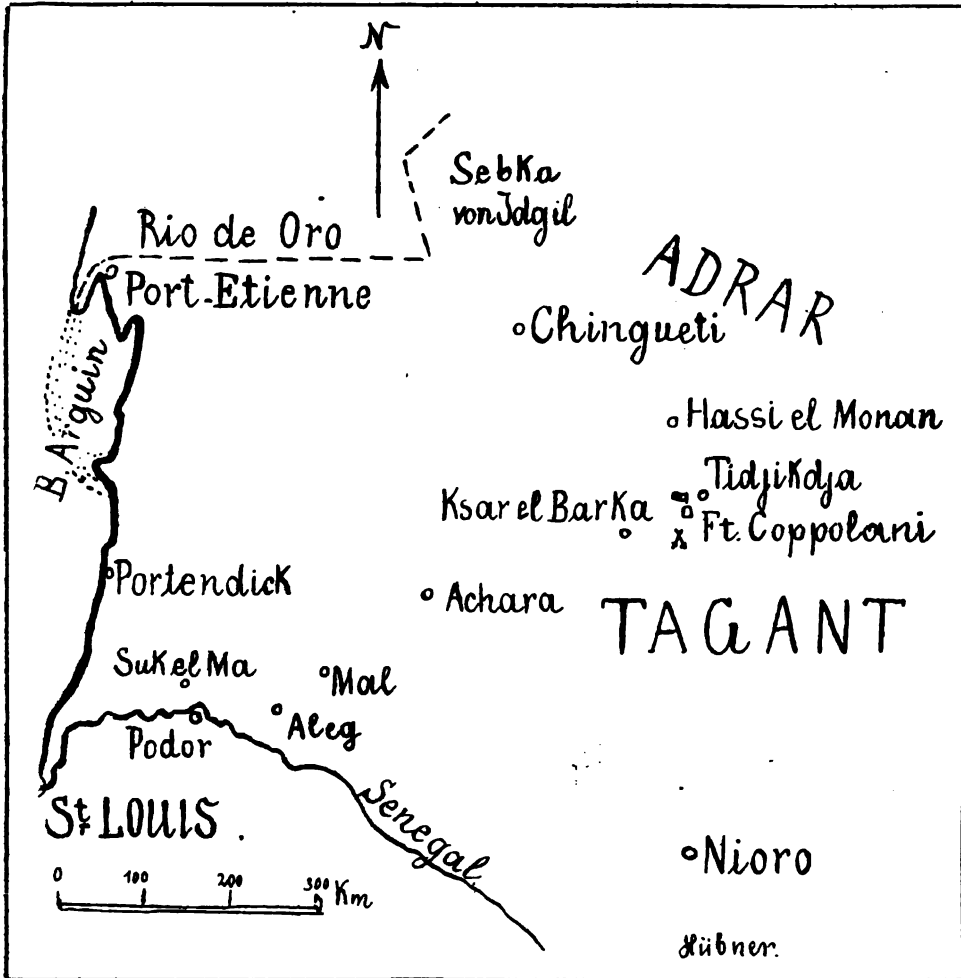 N
SebKa
von Idgil
Rio de Oro
Port-Etienne
ADRAR
Chingueti
B. Arguin
Hassi el Monan
Tidjikdja
Ksar el Barka
Ft. Coppolani
Portendick
Achara
TAGANT
Suk el Ma
Mal
Aleg
Podor
St. LOUIS.
Senegal
Nioro
0 100 200 300 Km
Hübner.